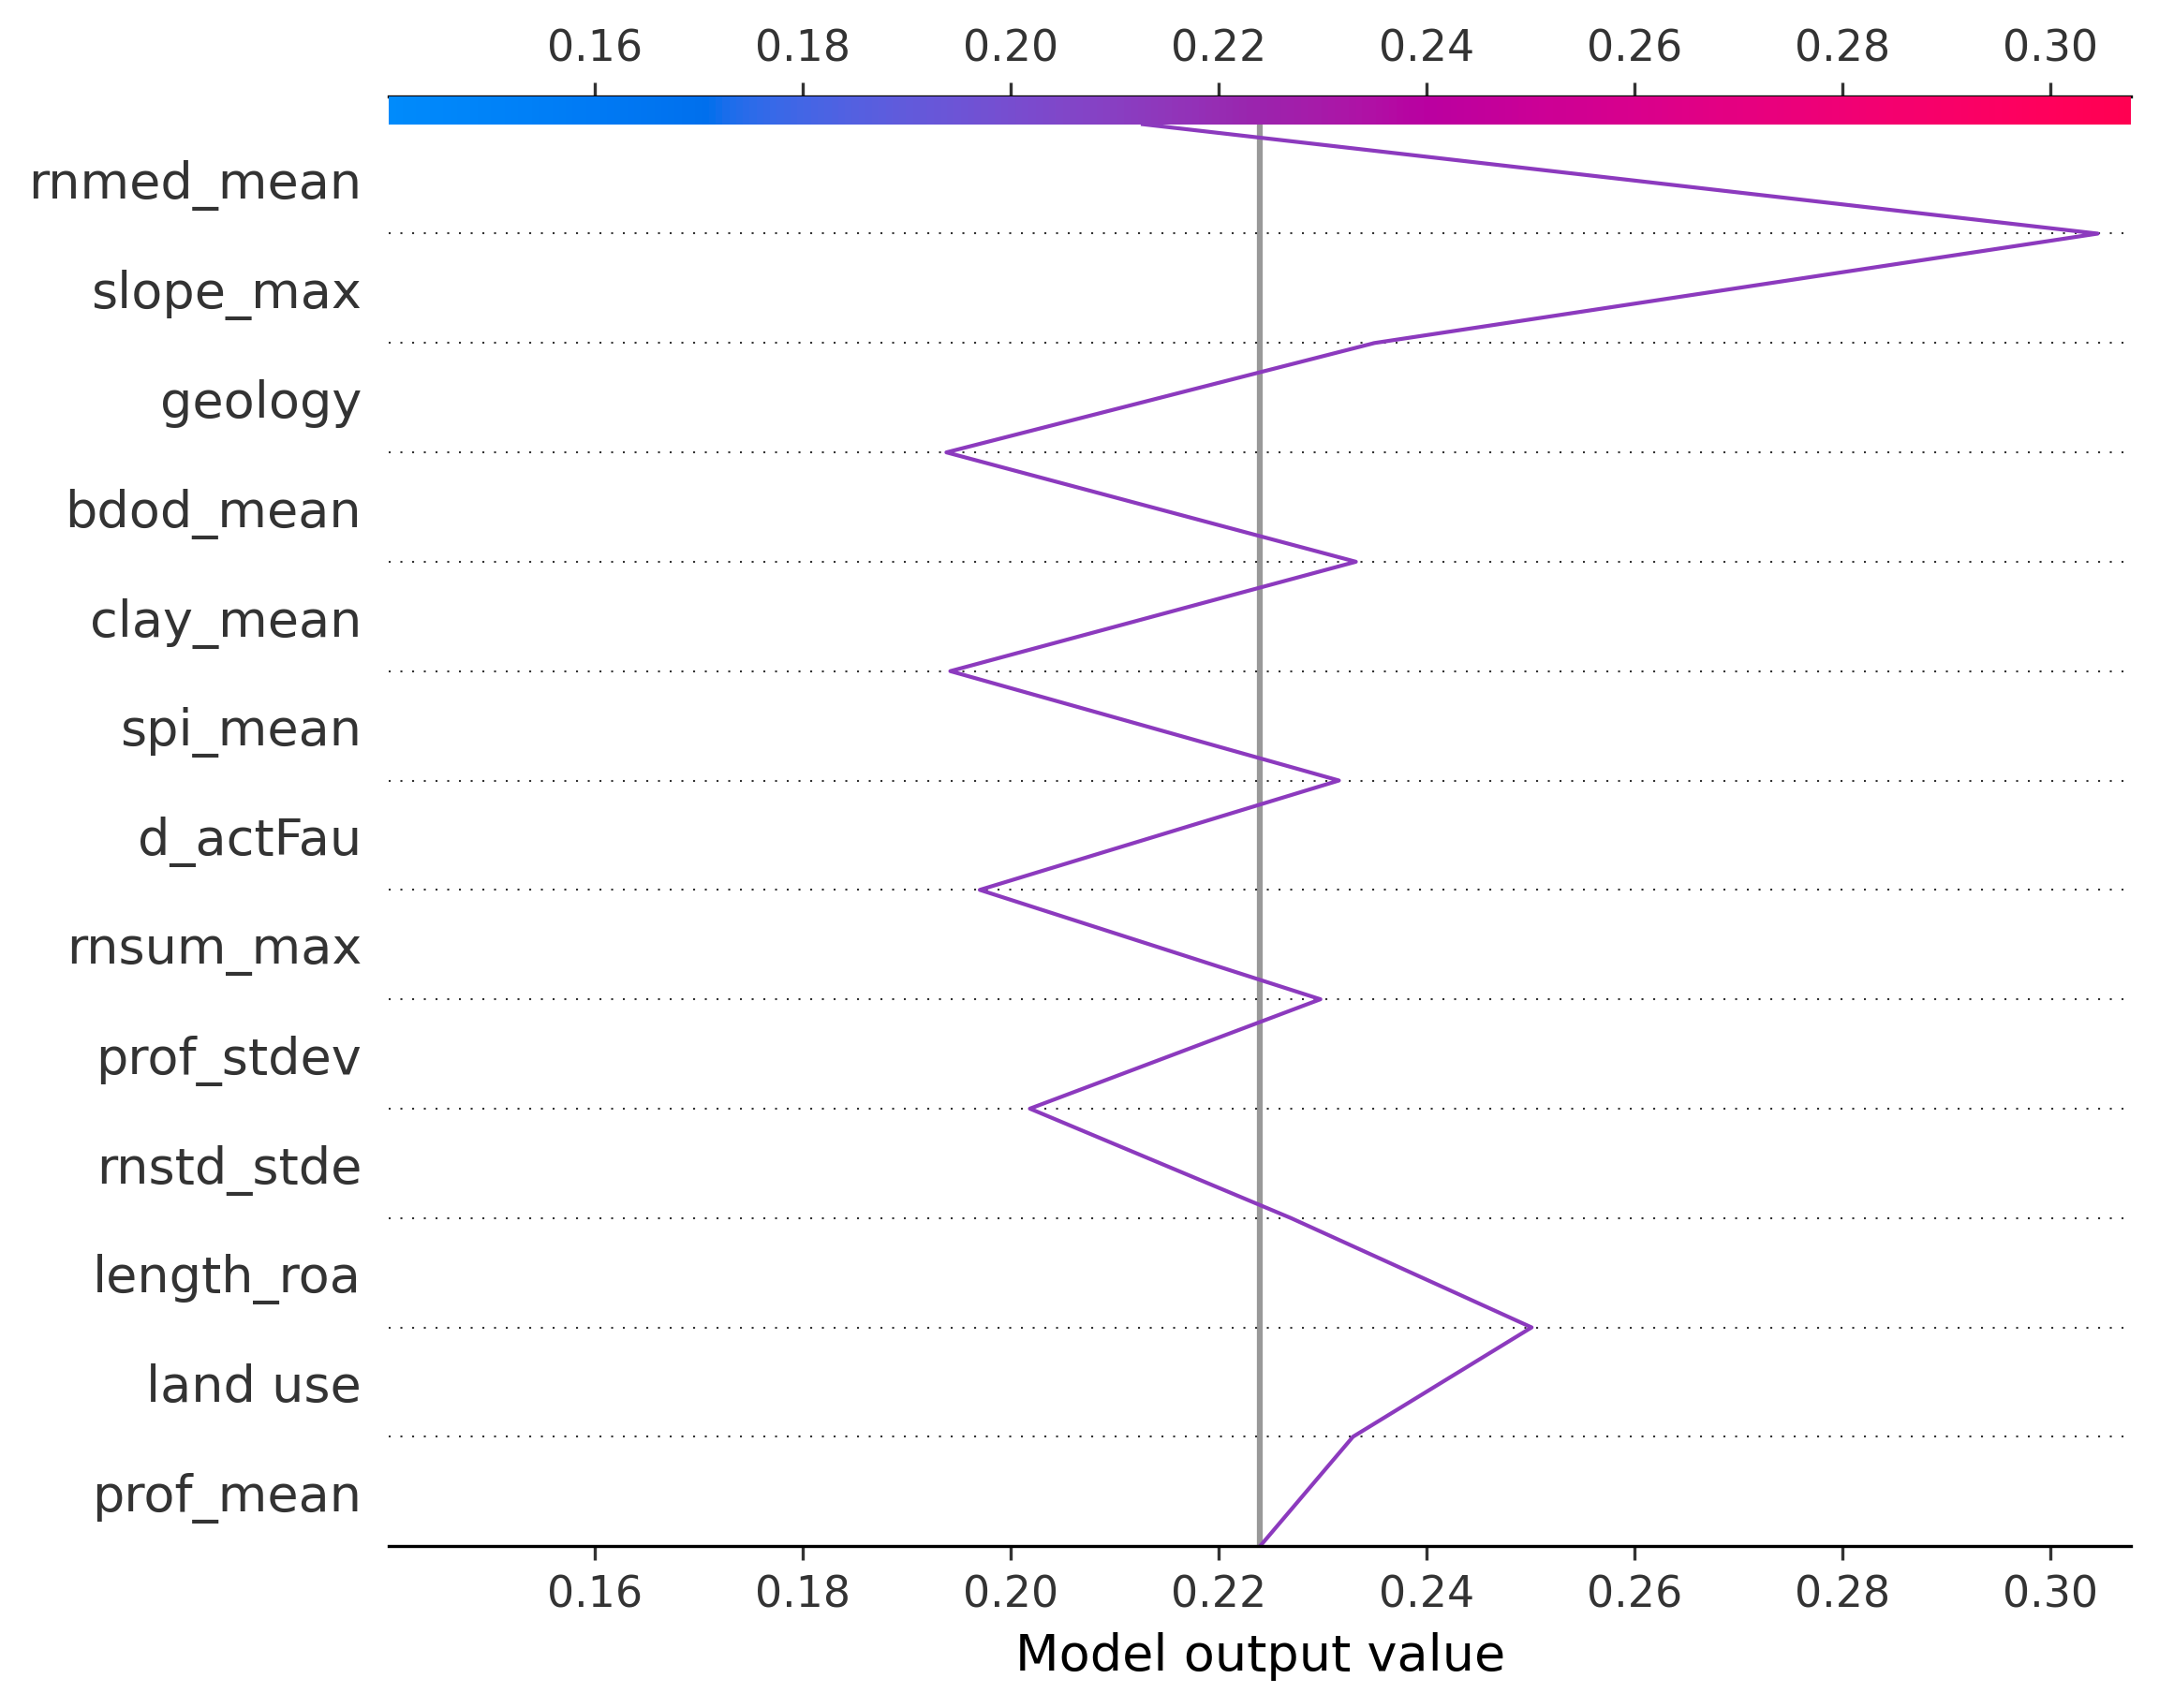 0.16 0.18 0.20 0.22 0.24 0.26 0.28 0.30
rnmed_mean
slope_max
geology
bdod_mean
clay_mean
spi_mean
d_actFau
rnsum_max
prof_stdev
rnstd_stde
length_roa
land use
prof_mean
0.16 0.18 0.20 0.22 0.24 0.26 0.28 0.30
Model output value